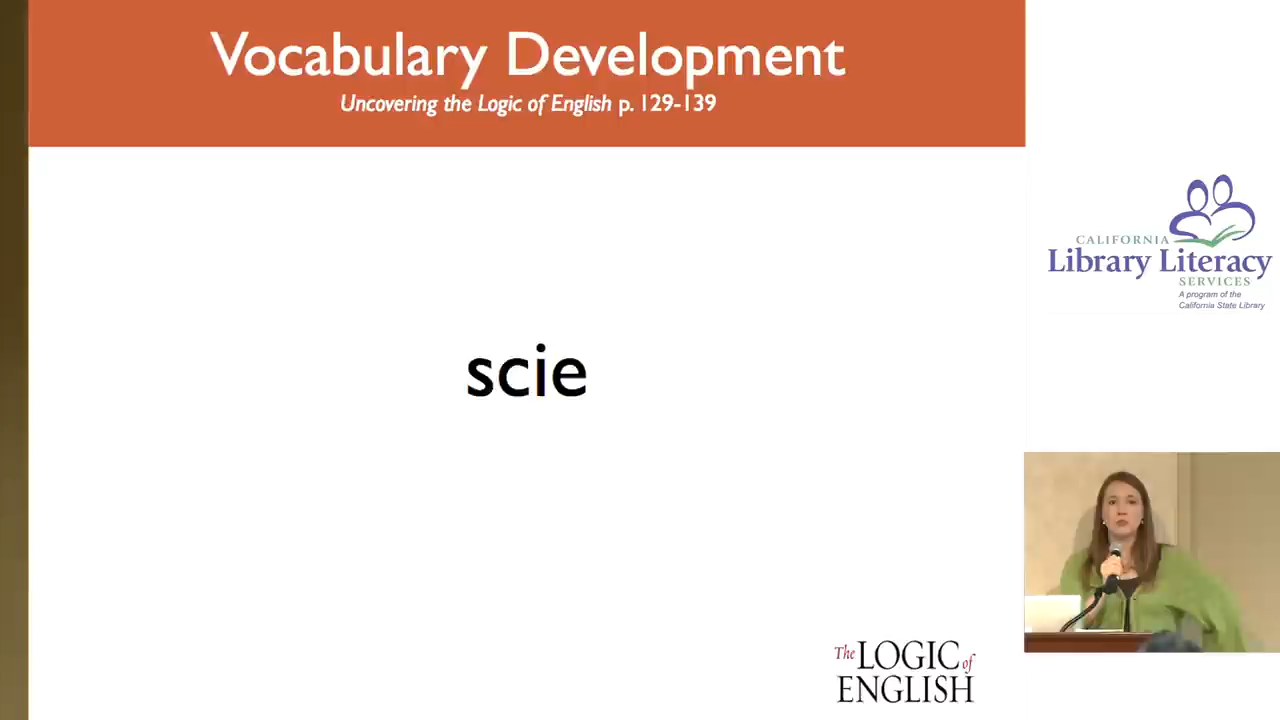 Vocabulary Development
Uncovering the Logic of English p. 129-139
scie
CALIFORNIA
Library Literacy
SERVICES
A program of the
California State Library
The LOGIC of
ENGLISH